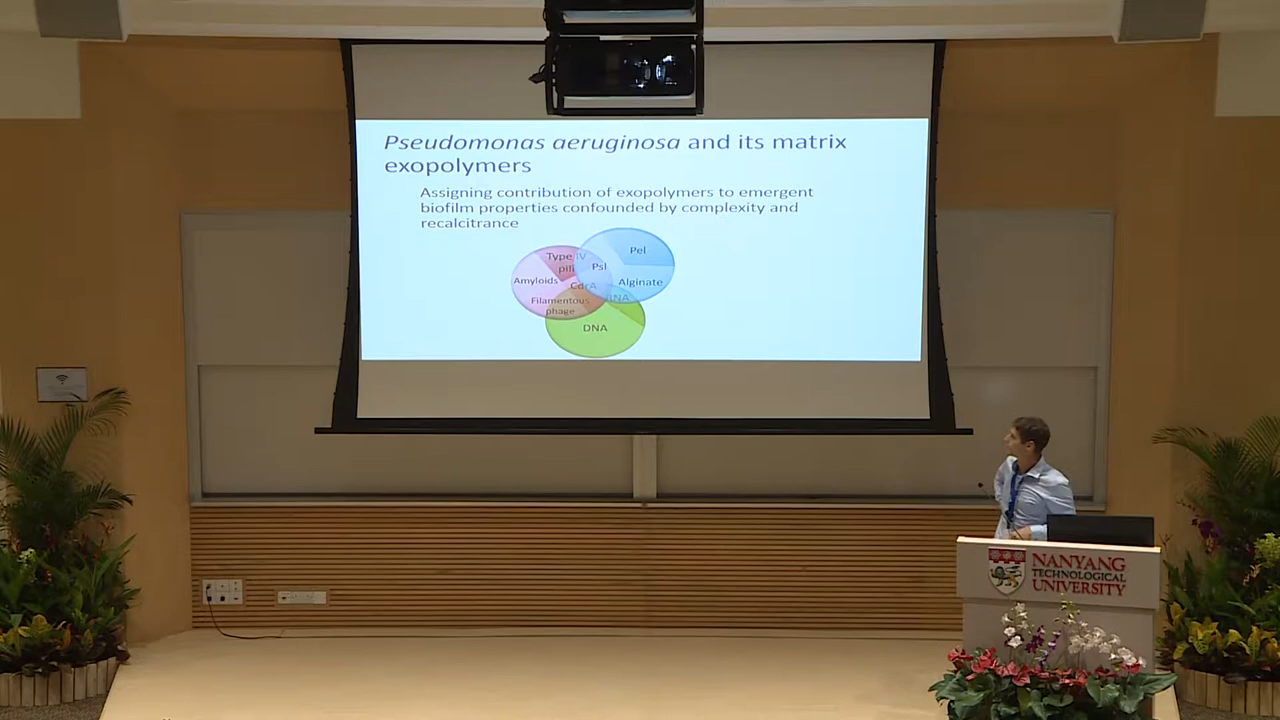 Pseudomonas aeruginosa and its matrix
exopolymers
Assigning contribution of exopolymers to emergent
biofilm properties confounded by complexity and
recalcitrance
Pel
Type IV
pili
Psl
Amyloids
CdrA
Alginate
Filamentous
phage
DNA
NANYANG
TECHNOLOGICAL
UNIVERSITY